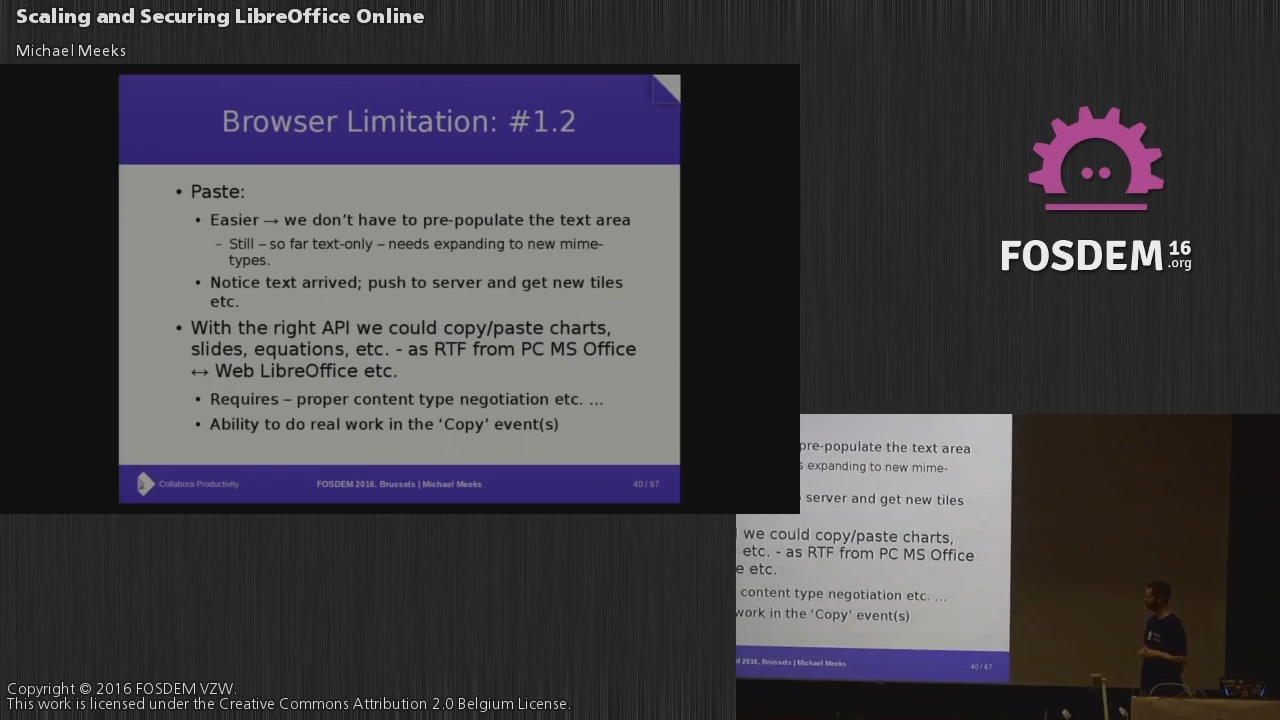 Scaling and Securing LibreOffice Online
Michael Meeks
Browser Limitation: #1.2
• Paste:
• Easier → we don’t have to pre-populate the text area
– Still – so far text-only – needs expanding to new mime-
types.
• Notice text arrived; push to server and get new tiles
etc.
• With the right API we could copy/paste charts,
slides, equations, etc. - as RTF from PC MS Office
↔ Web LibreOffice etc.
• Requires – proper content type negotiation etc. ...
• Ability to do real work in the ‘Copy’ event(s)
Collabora Productivity
FOSDEM 2016, Brussels | Michael Meeks
40 / 67
FOSDEM 16
.org
pre-populate the text area
s expanding to new mime-
server and get new tiles
we could copy/paste charts,
etc. - as RTF from PC MS Office
e etc.
content type negotiation etc. ...
work in the ‘Copy’ event(s)
M 2016, Brussels | Michael Meeks
40 / 67
Copyright © 2016 FOSDEM VZW.
This work is licensed under the Creative Commons Attribution 2.0 Belgium License.